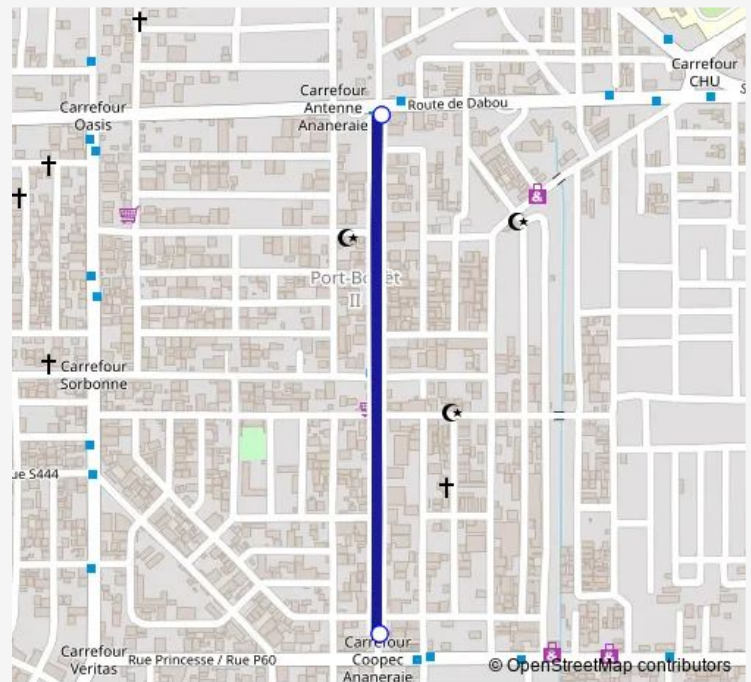 Carrefour
CHU
Carrefour
Antenne
Ananeraie
Route de Dabou
Carrefour
Oasis
Port-Bouët
II
Carrefour
Sorbonne
ue S444
Carrefour
Coopec
Ananeraie
Carrefour
Veritas
Rue Princesse / Rue P60
© OpenStreetMap contributors